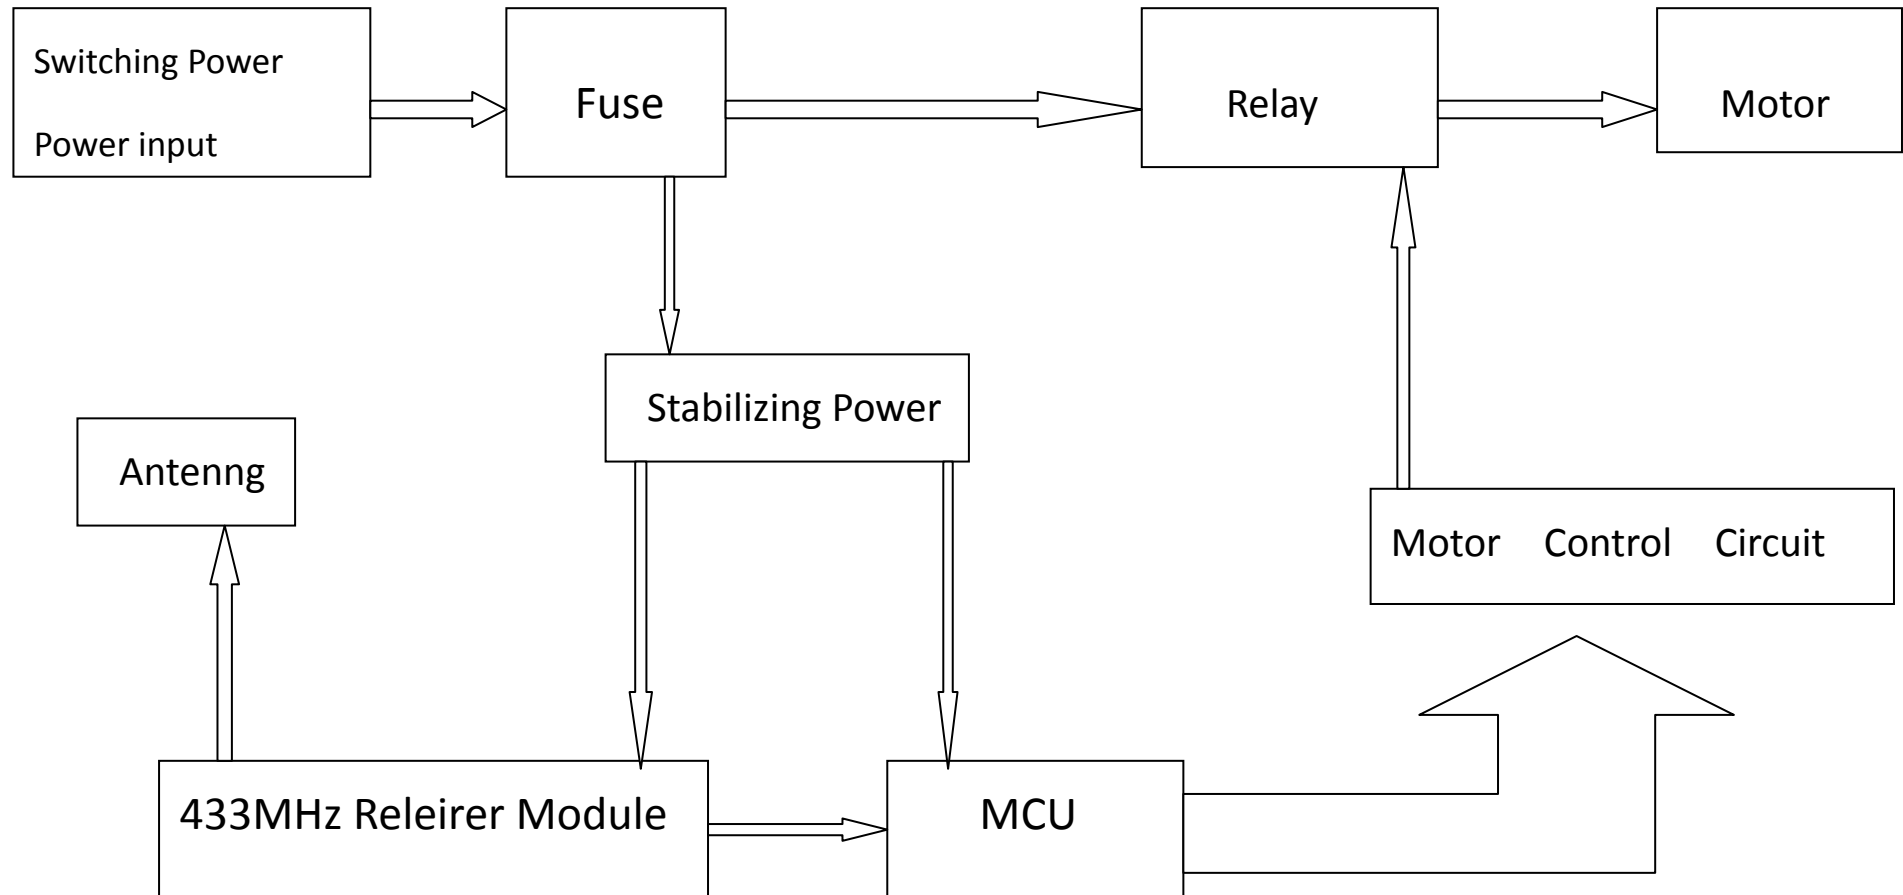 Switching Power
Power input
Fuse
Relay
Motor
Stabilizing Power
Antenng
Motor Control Circuit
433MHz Releirer Module
MCU